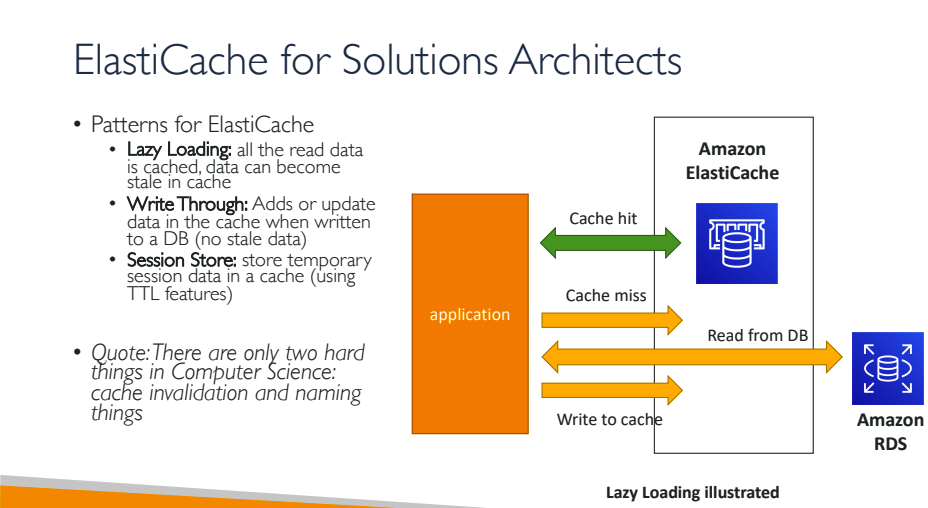 ElastiCache for Solutions Architects
• Patterns for ElastiCache
• Lazy Loading: all the read data
is cached, data can become
stale in cache
• Write Through: Adds or update
data in the cache when written
to a DB (no stale data)
• Session Store: store temporary
session data in a cache (using
TTL features)
• Quote: There are only two hard
things in Computer Science:
cache invalidation and naming
things
Amazon
ElastiCache
Cache hit
application
Cache miss
Read from DB
Write to cache
Amazon
RDS
Lazy Loading illustrated